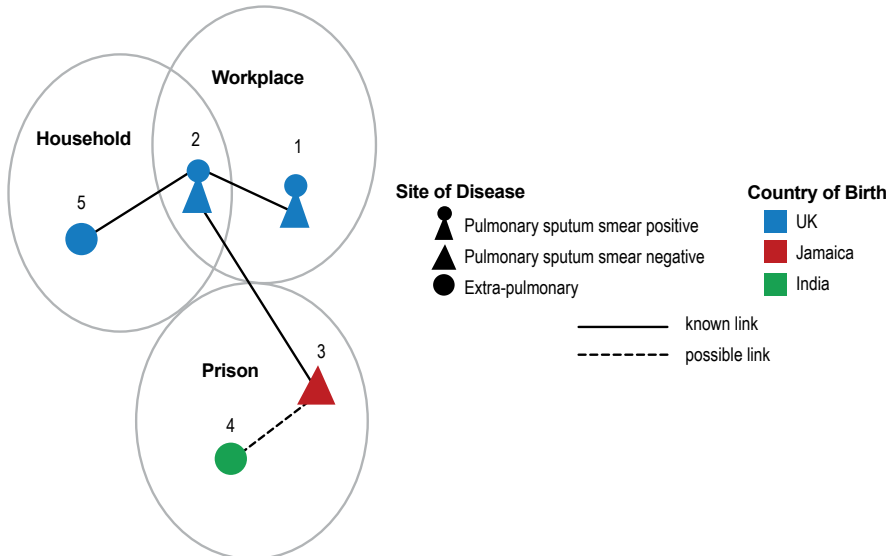 Workplace
Household
2
1
5
Prison
3
4
Site of Disease
Pulmonary sputum smear positive
Pulmonary sputum smear negative
Extra-pulmonary
Country of Birth
UK
Jamaica
India
known link
possible link